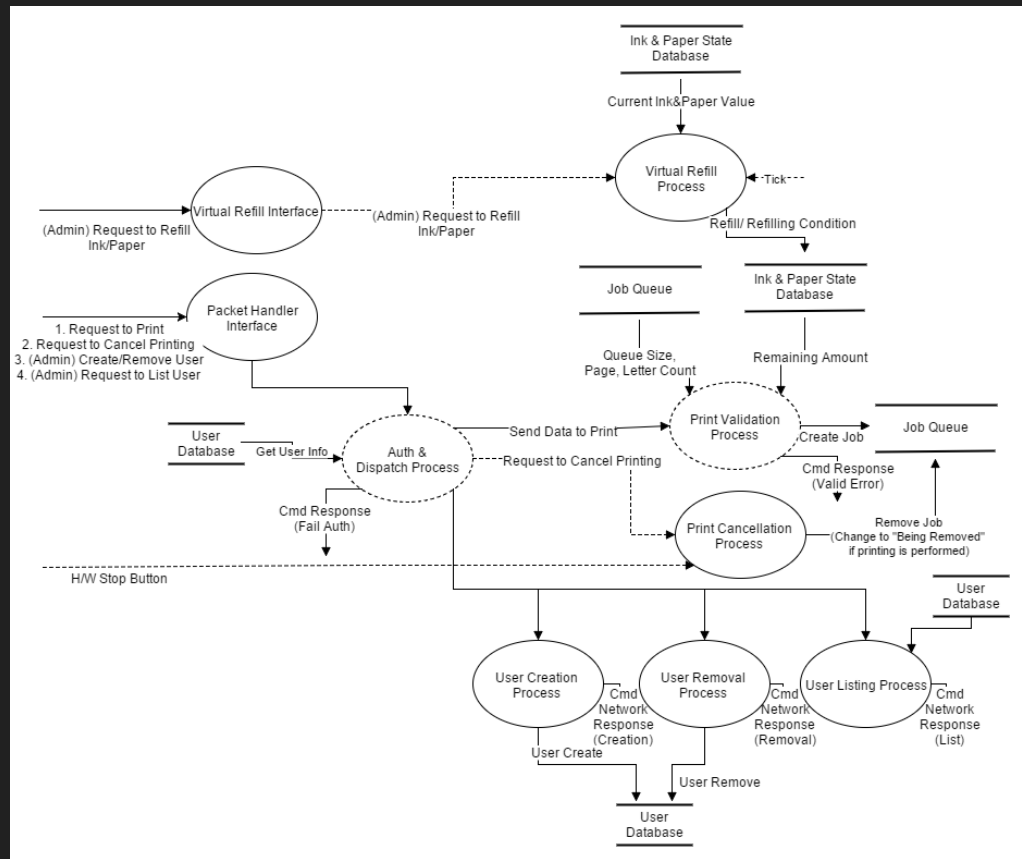 Ink & Paper State
Database
Current Ink&Paper Value
Virtual Refill
Process
Tick
Virtual Refill Interface
(Admin) Request to Refill
Ink/Paper
(Admin) Request to Refill
Ink/Paper
Refill/ Refilling Condition
Ink & Paper State
Database
Job Queue
Packet Handler
Interface
1. Request to Print
2. Request to Cancel Printing
3. (Admin) Create/Remove User
4. (Admin) Request to List User
Queue Size,
Page, Letter Count
Remaining Amount
User
Database
Get User Info
Auth &
Dispatch Process
Send Data to Print
Print Validation
Process
Create Job
Job Queue
Request to Cancel Printing
Cmd Response
(Valid Error)
Cmd Response
(Fail Auth)
Print Cancellation
Process
Remove Job
(Change to "Being Removed"
if printing is performed)
H/W Stop Button
User
Database
User Creation
Process
Cmd
Network
Response
(Creation)
User Removal
Process
Cmd
Network
Response
(Removal)
User Listing Process
Cmd
Network
Response
(List)
User Create
User Remove
User
Database